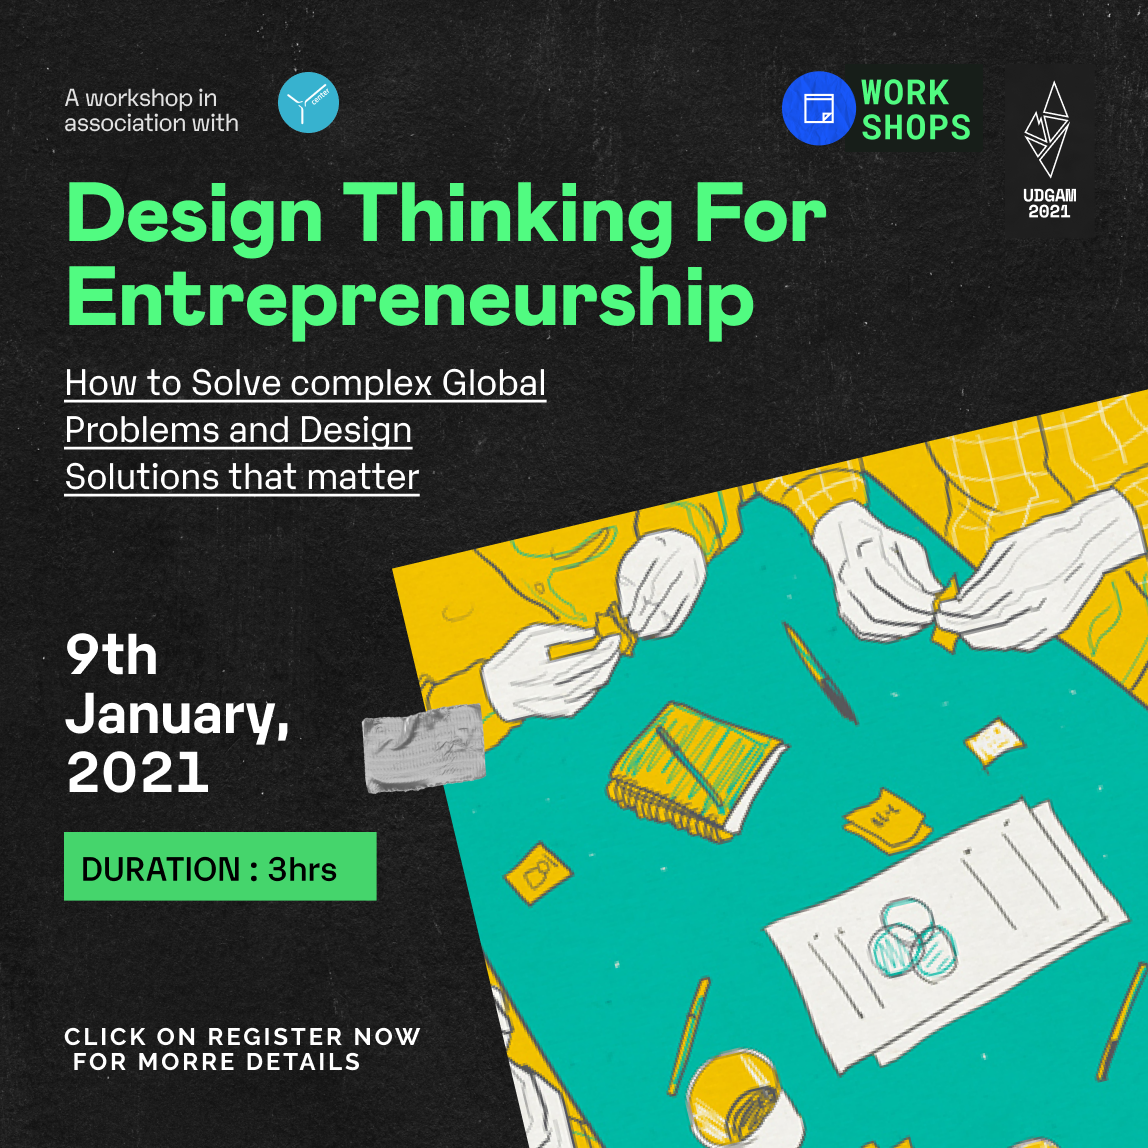 A workshop in
association with
center
WORK
SHOPS
UDGAM
2021
Design Thinking For
Entrepreneurship
How to Solve complex Global
Problems and Design
Solutions that matter
9th
January,
2021
DURATION : 3hrs
CLICK ON REGISTER NOW
FOR MORRE DETAILS